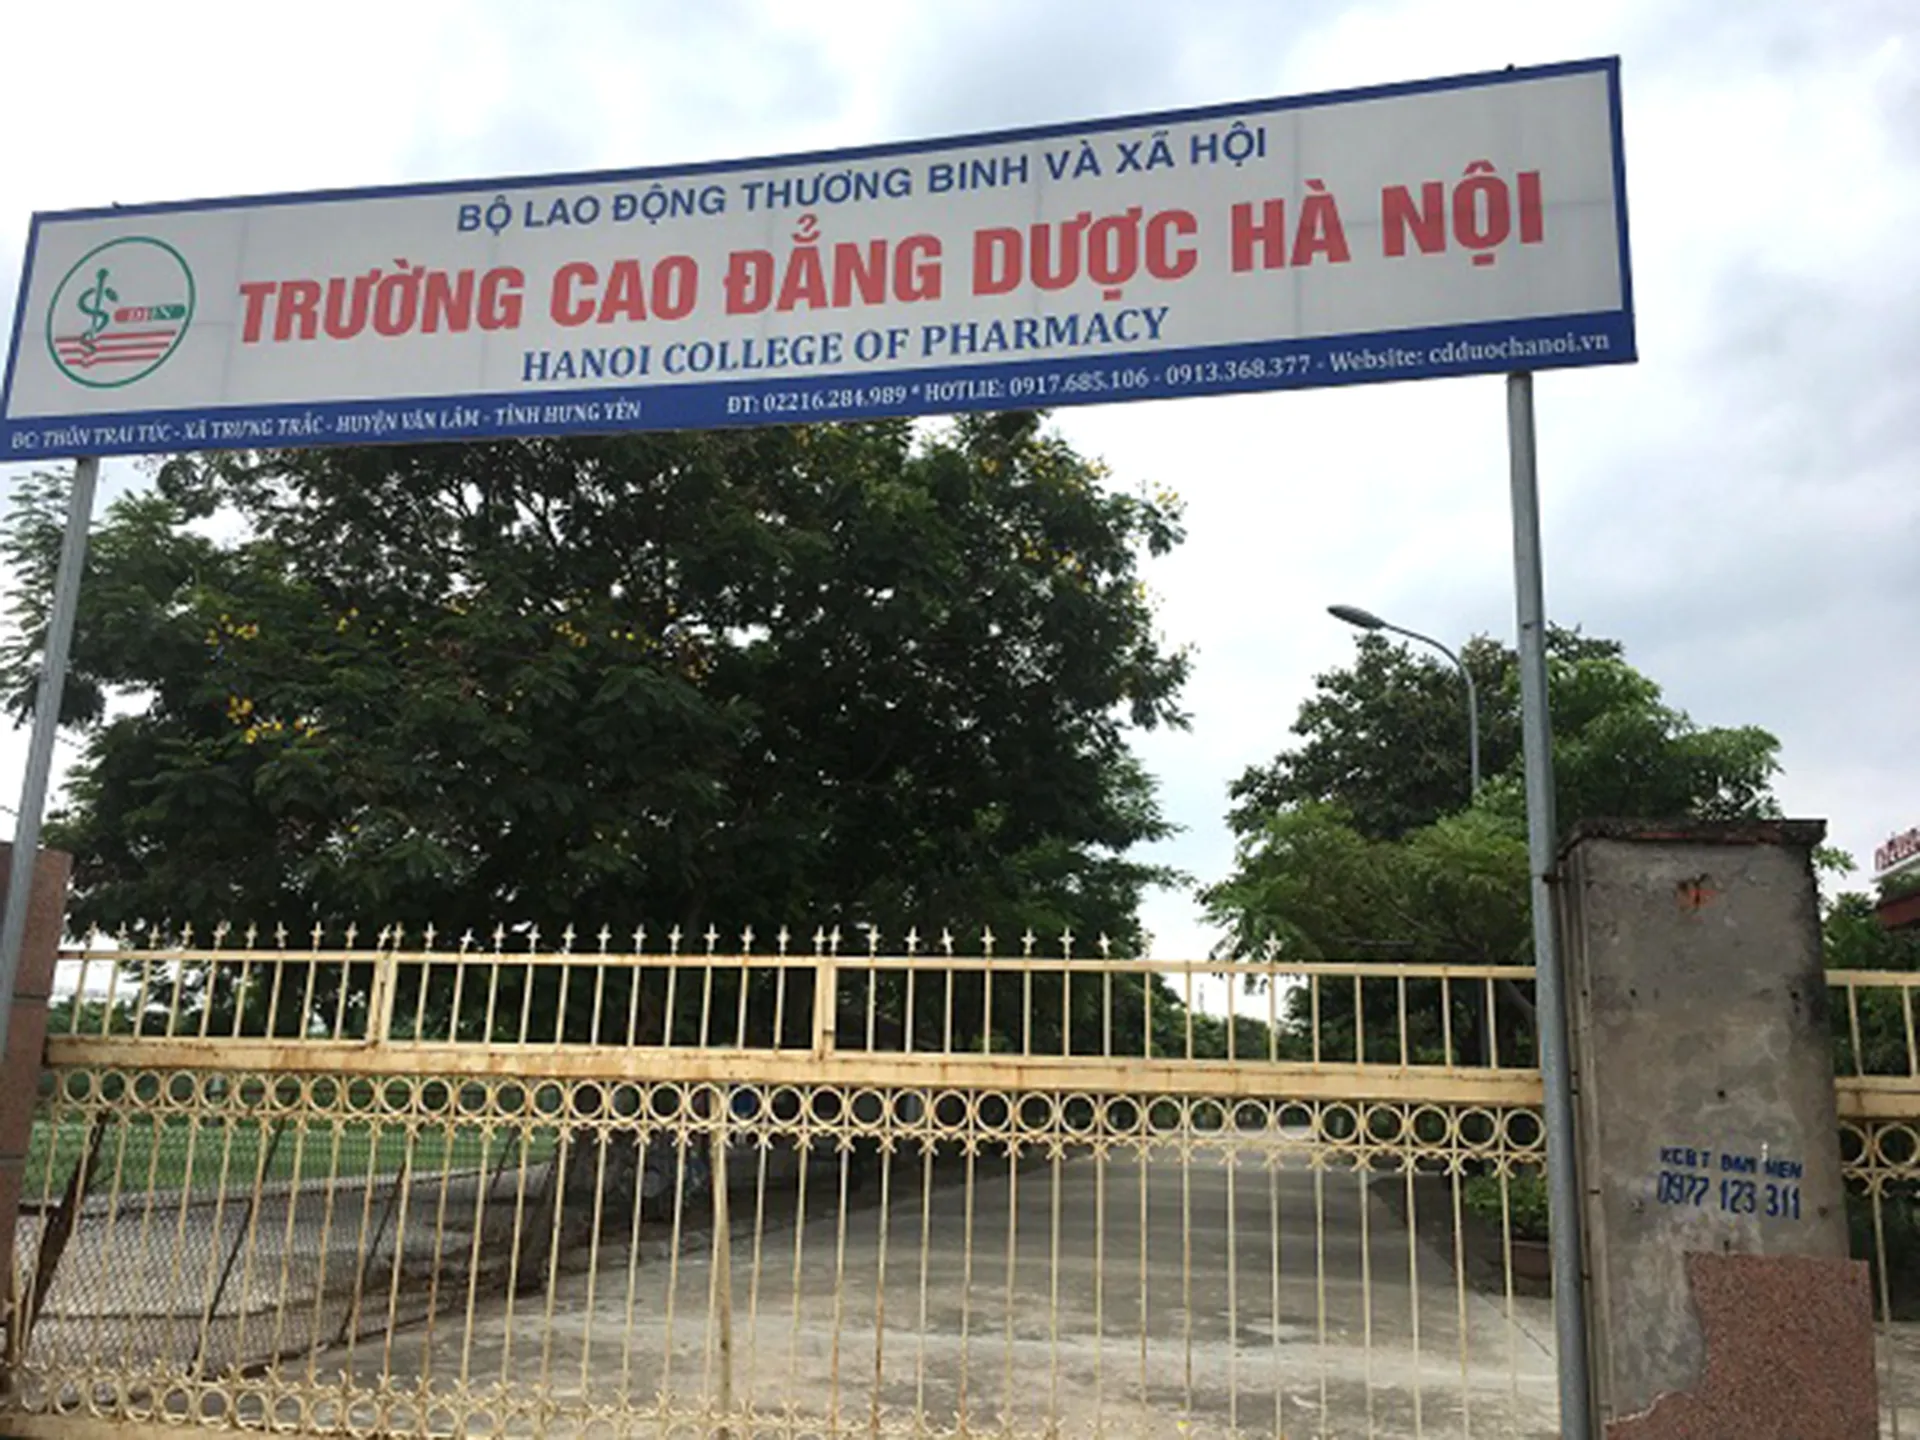 BỘ LAO ĐỘNG THƯƠNG BINH VÀ XÃ HỘI
TRƯỜNG CAO ĐẲNG DƯỢC HÀ NỘI
HANOI COLLEGE OF PHARMACY
ĐC: THÔN TRAI TÚC - XÃ TRƯNG TRẮC - HUYỆN VĂN LÂM - TỈNH HƯNG YÊN
ĐT: 02216.284.989 * HOTLIE: 0917.685.106 - 0913.368.377 - Website: cdduochanoi.vn
KCBT
0977 123 311